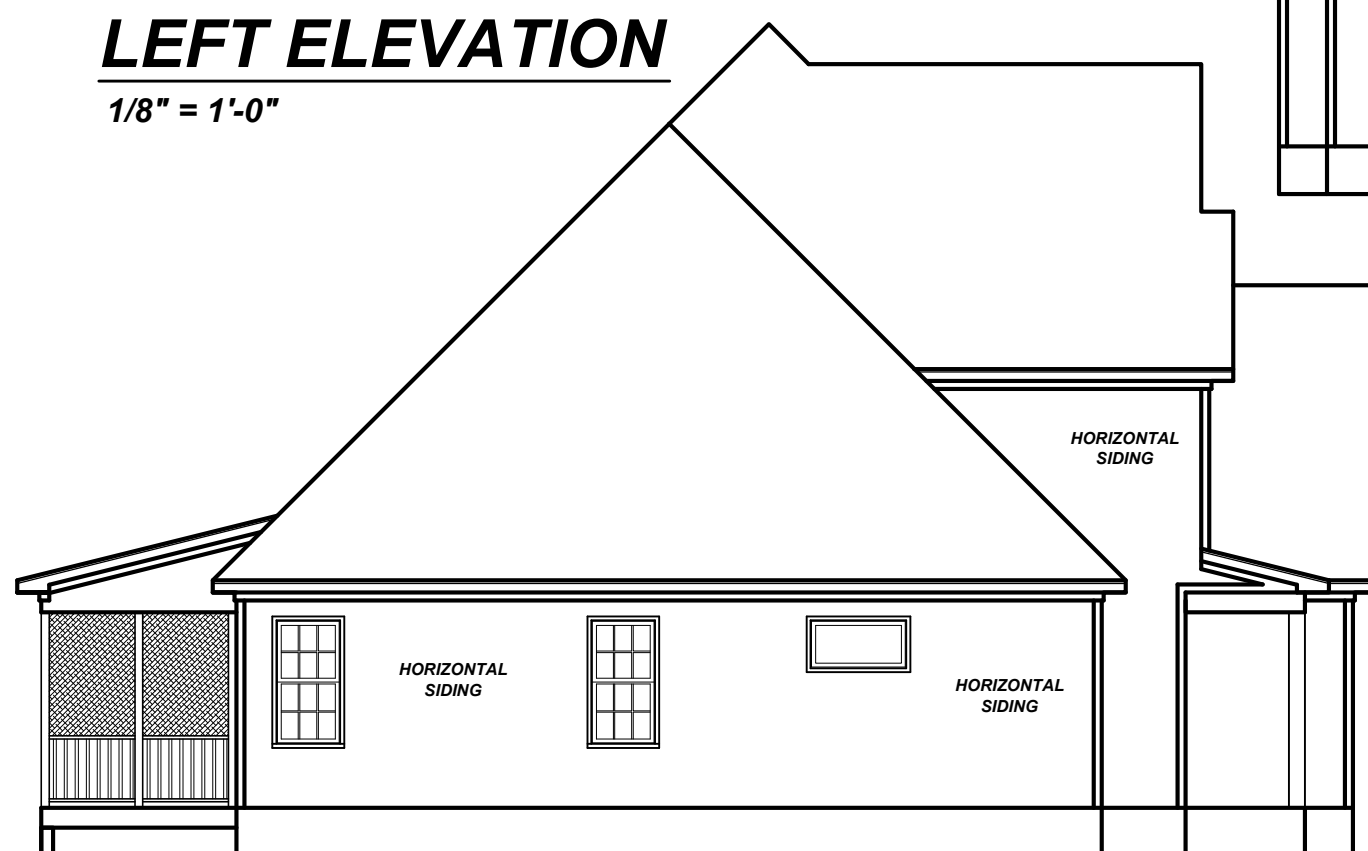 LEFT ELEVATION
1/8" = 1'-0"
HORIZONTAL
SIDING
HORIZONTAL
SIDING
HORIZONTAL
SIDING